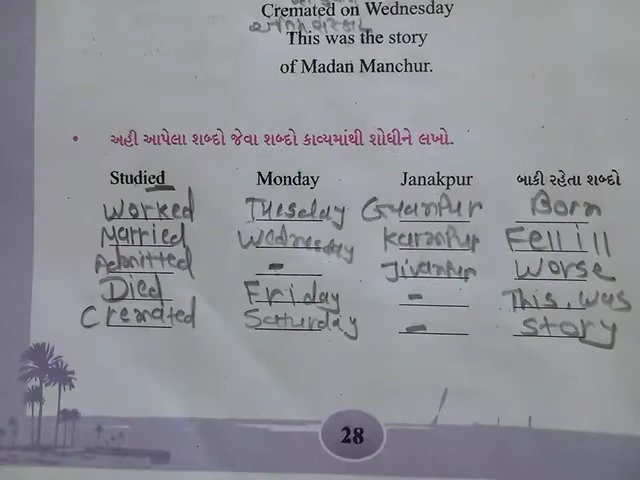 Cremated on Wednesday
This was the story
of Madan Manchur.
• અહીં આપેલા શબ્દો જેવા શબ્દો કાવ્યમાંથી શોધીને લખો.
Studied Monday Janakpur બાકી રહેતા શબ્દો
Worked Tuesday Gyanpur Born
Married Wednesday Karanpur Fell ill
Admitted - Jivanpur Worse
Died Friday - This, was
Cremated Saturday - Story
28